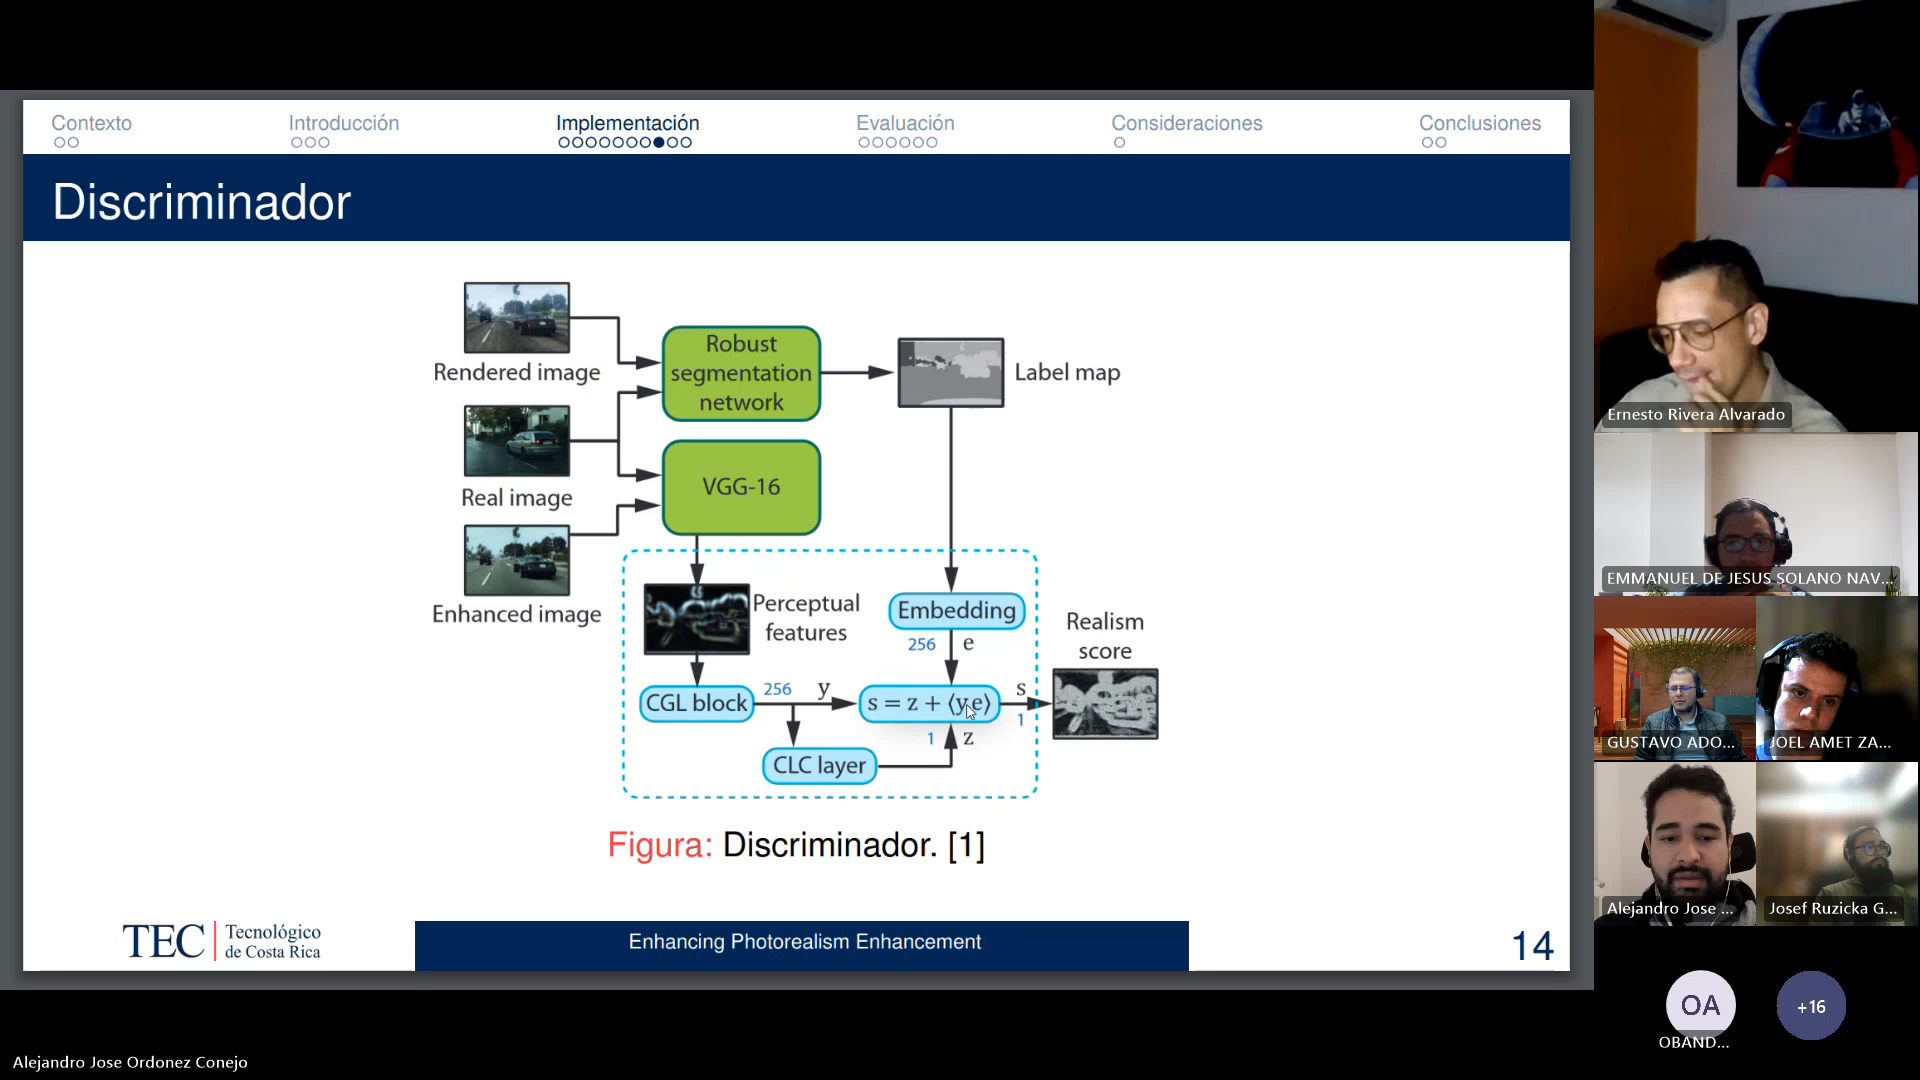 Contexto
Introducción
Implementación
Evaluación
Consideraciones
Conclusiones
Discriminador
Rendered image
Real image
Enhanced image
Robust
segmentation
network
VGG-16
Label map
Perceptual
features
Embedding
256 e
CGL block
256 y
s = z + ⟨y,e⟩
s
1
1 z
CLC layer
Realism
score
Figura: Discriminador. [1]
TEC
Tecnológico
de Costa Rica
Enhancing Photorealism Enhancement
14
Ernesto Rivera Alvarado
EMMANUEL DE JESUS SOLANO NAV...
GUSTAVO ADO...
JOEL AMET ZA...
Alejandro Jose ...
Josef Ruzicka G...
OA
OBAND...
+16
Alejandro Jose Ordonez Conejo